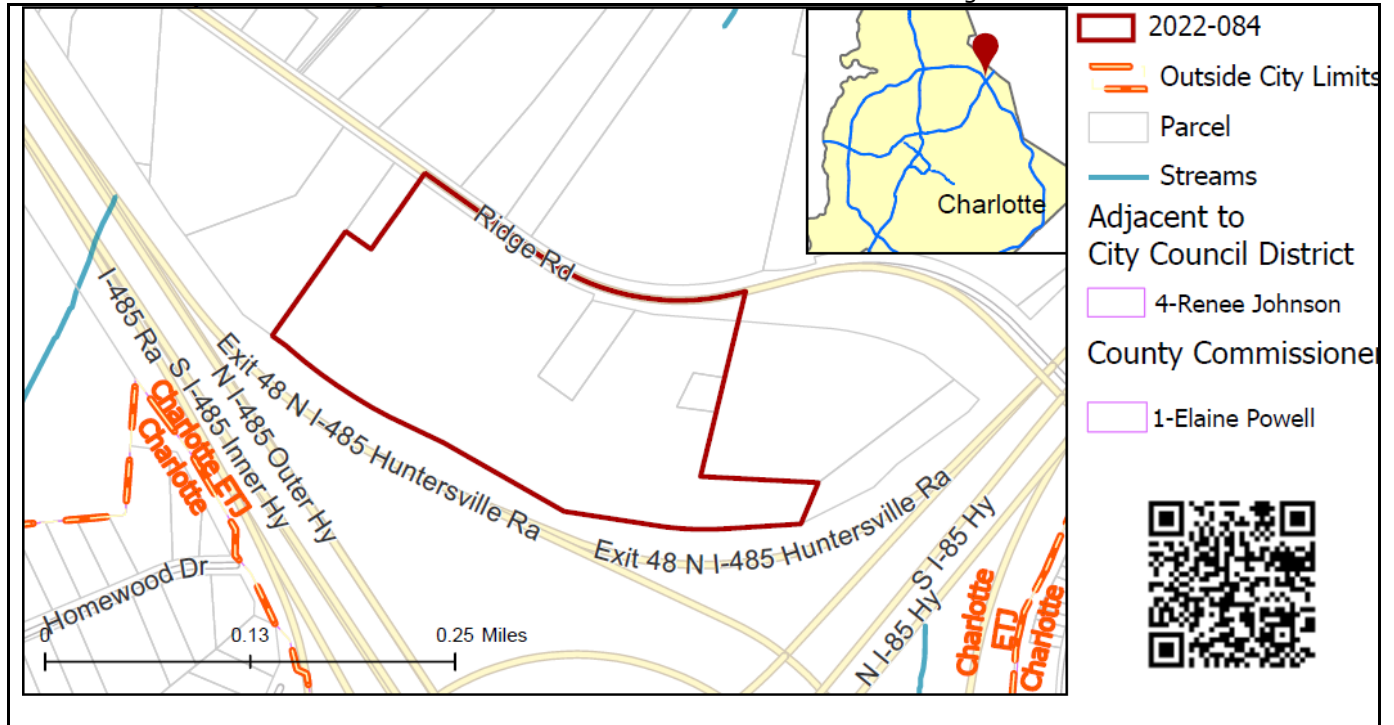 Ridge Rd
I-485 Ra
S I-485 Inner Hy
N I-485 Outer Hy
Exit 48 N I-485 Huntersville Ra
Exit 48 N I-485 Huntersville Ra
Charlotte ETJ
Charlotte
Homewood Dr
S I-85 Hy
N I-85 Hy
Charlotte
ETJ
Charlotte
0
0.13
0.25 Miles
Charlotte
2022-084
Outside City Limits
Parcel
Streams
Adjacent to
City Council District
4-Renee Johnson
County Commissioner
1-Elaine Powell